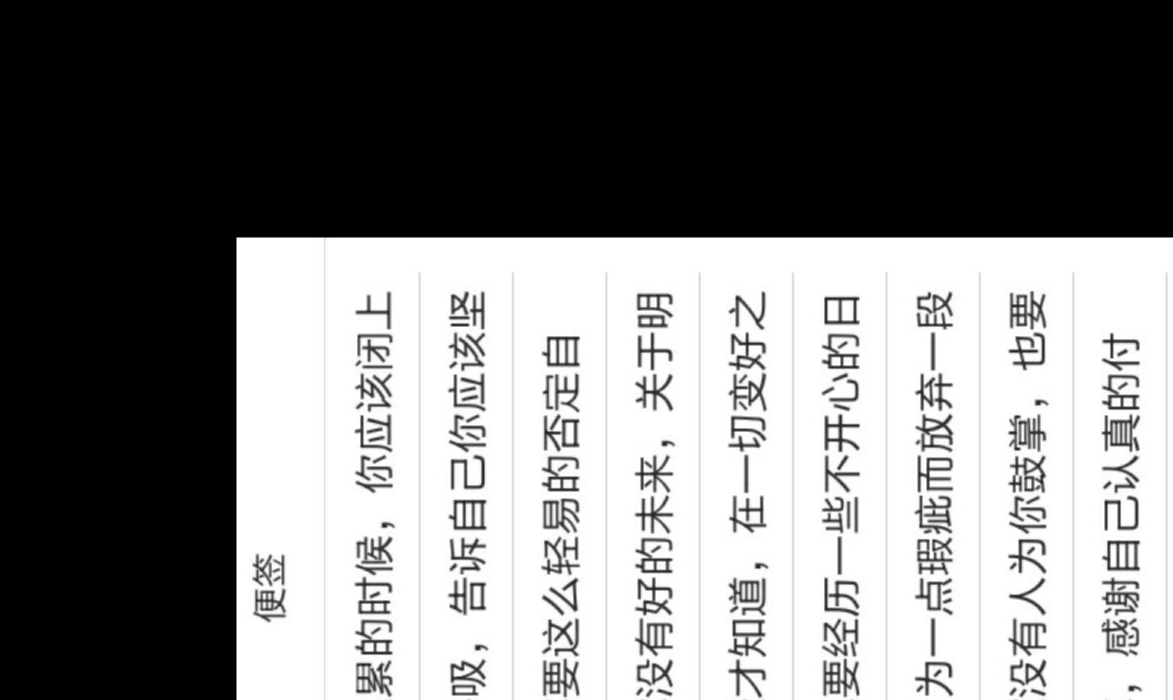 便签
累的时候，你应该闭上
吸，告诉自己你应该坚
要这么轻易的否定自
没有好的未来，关于明
才知道，在一切变好之
要经历一些不开心的日
为一点瑕疵而放弃一段
没有人为你鼓掌，也要
，感谢自己认真的付